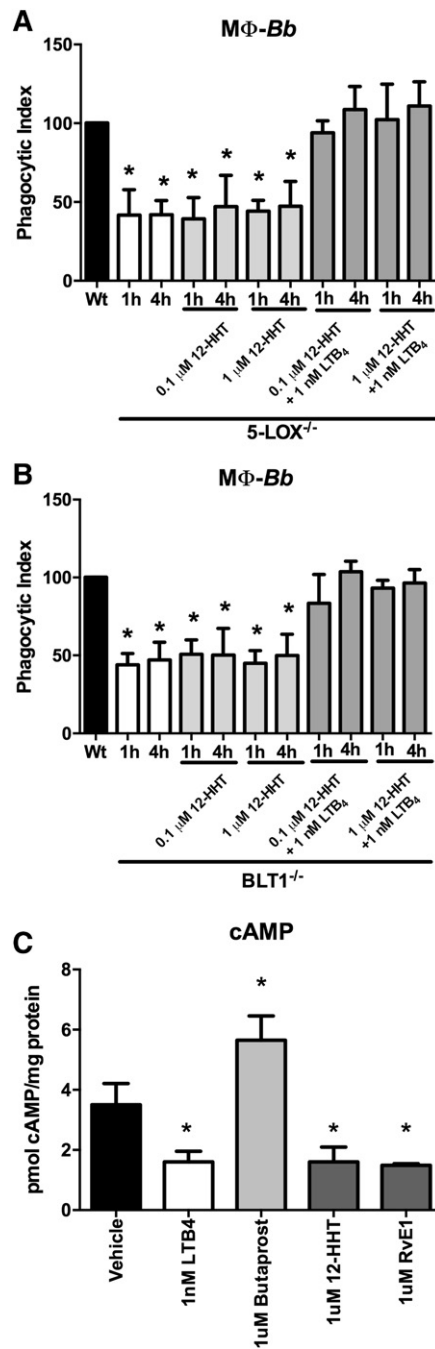 A
MΦ-Bb
Phagocytic Index
150
100
50
0
* * * * * *
Wt 1h 4h 1h 4h 1h 4h 1h 4h 1h 4h
0.1 μM 12-HHT
1 μM 12-HHT
0.1 μM 12-HHT
+ 1 nM LTB4
1 μM 12-HHT
+1 nM LTB4
5-LOX-/-
B
MΦ-Bb
Phagocytic Index
150
100
50
0
* * * * * *
Wt 1h 4h 1h 4h 1h 4h 1h 4h 1h 4h
0.1 μM 12-HHT
1 μM 12-HHT
0.1 μM 12-HHT
+1 nM LTB4
1 μM 12-HHT
+1 nM LTB4
BLT1-/-
C
cAMP
pmol cAMP/mg protein
8
6
4
2
0
* * * *
Vehicle
1nM LTB4
1uM Butaprost
1uM 12-HHT
1uM RvE1